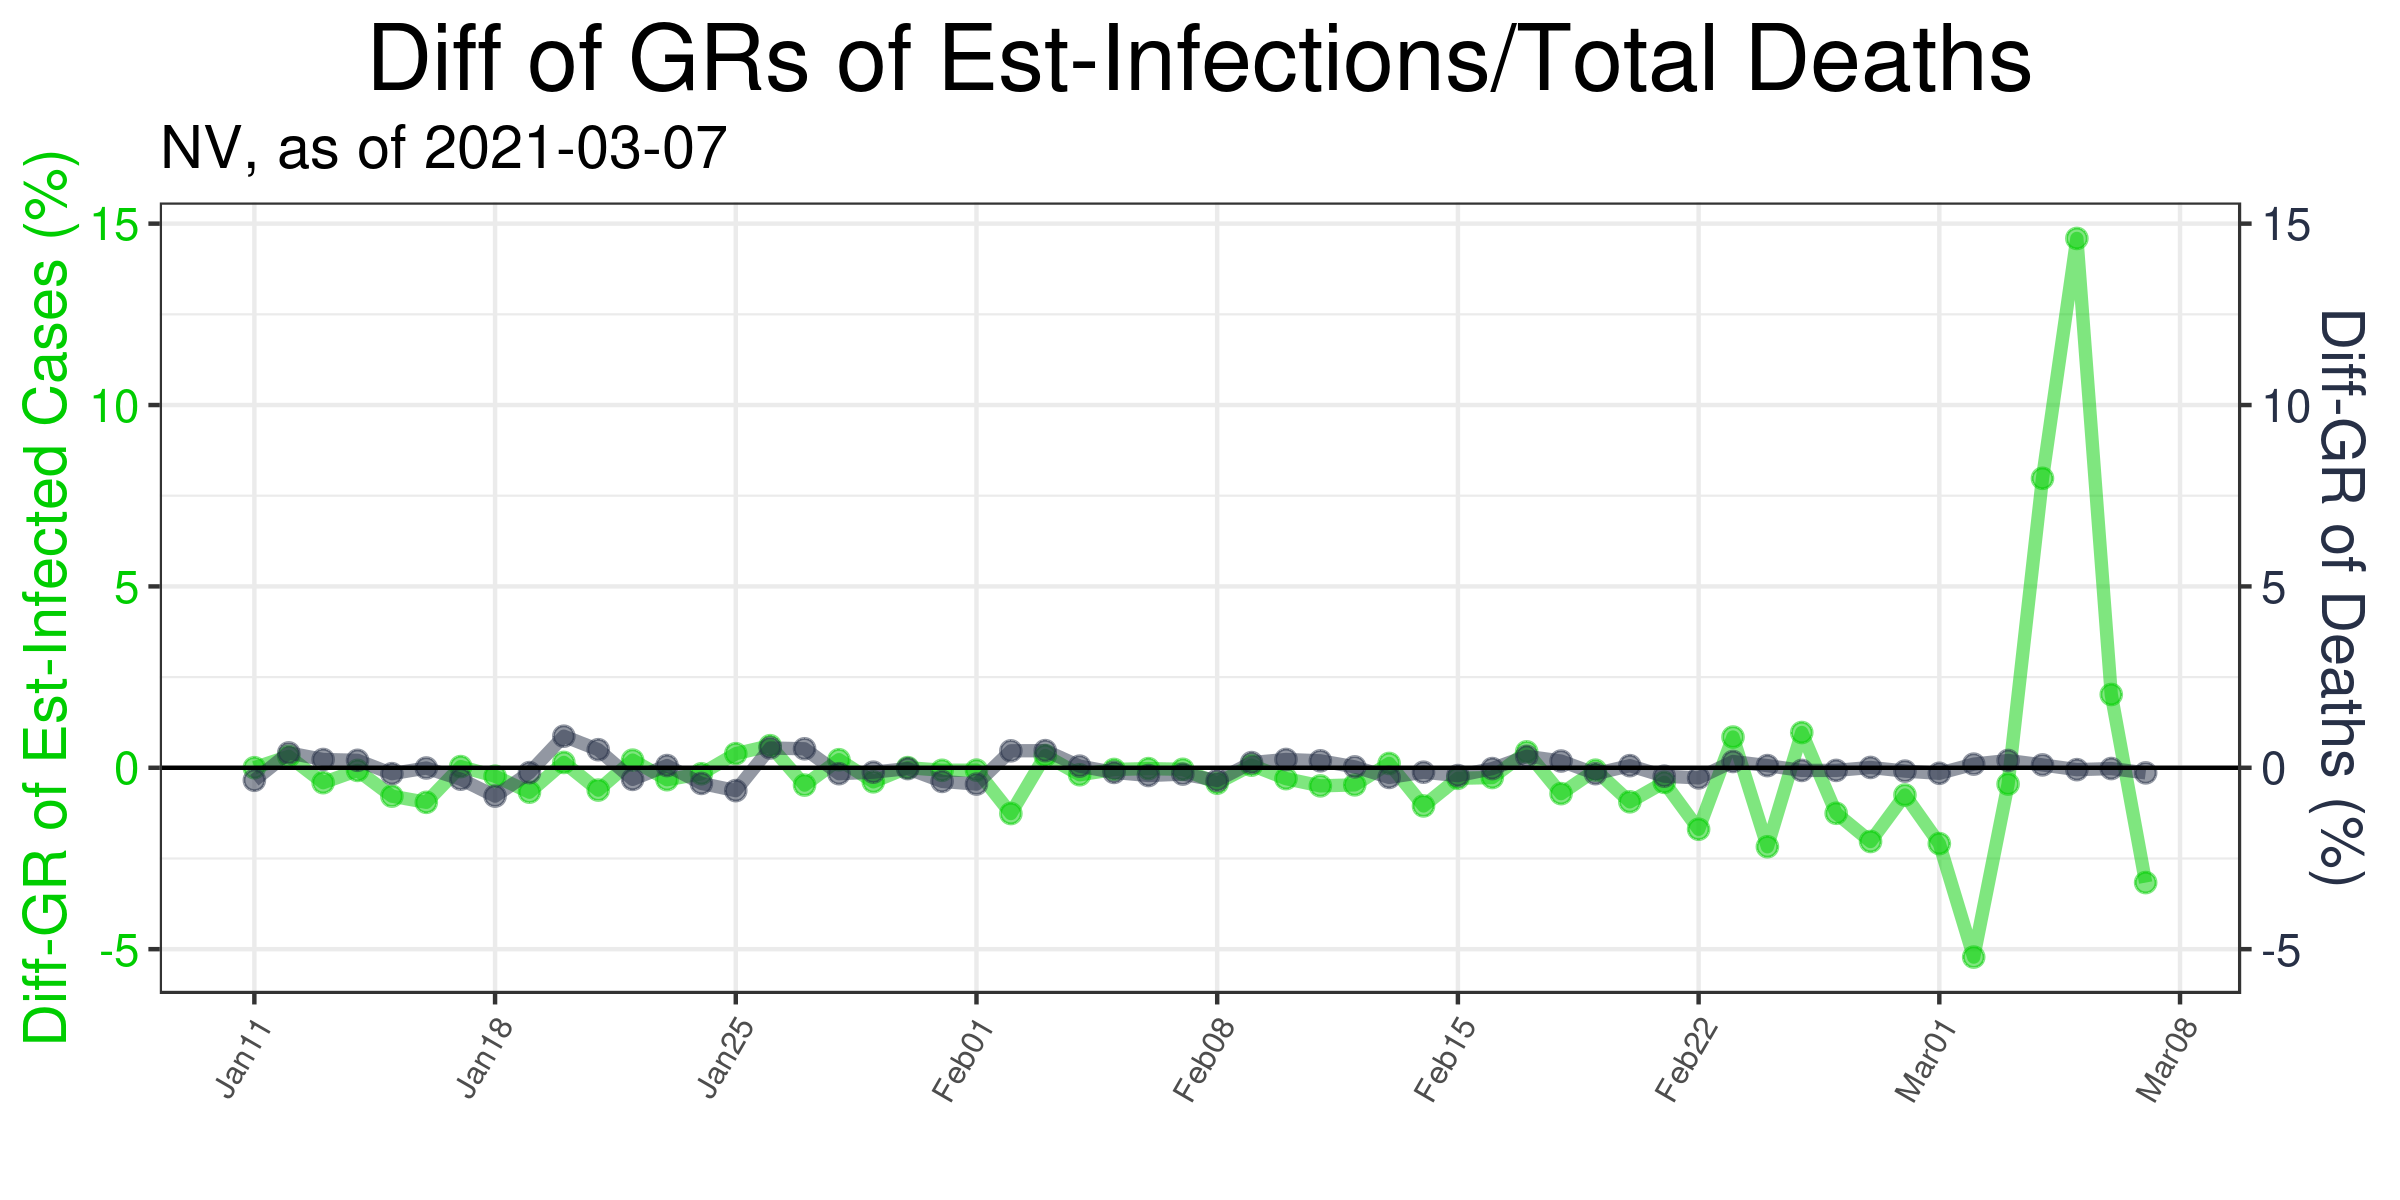 Diff of GRs of Est-Infections/Total Deaths
NV, as of 2021-03-07
Diff-GR of Est-Infected Cases (%)
15
10
5
0
-5
15
10
5
0
-5
Diff-GR of Deaths (%)
Jan11
Jan18
Jan25
Feb01
Feb08
Feb15
Feb22
Mar01
Mar08